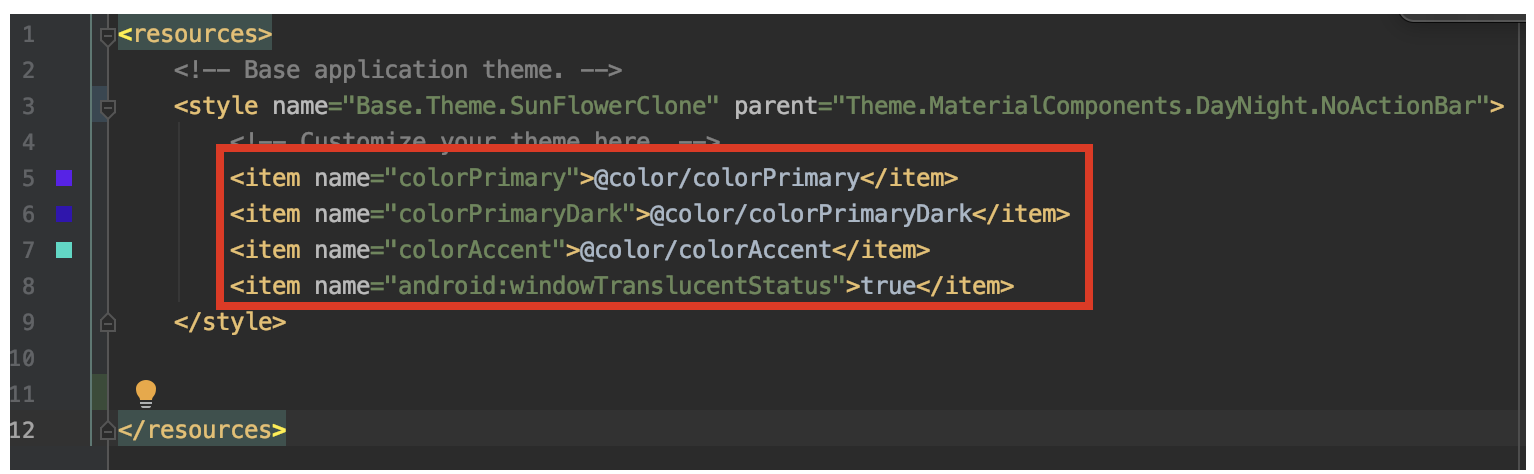 1 <resources>
2 <!-- Base application theme. -->
3 <style name="Base.Theme.SunFlowerClone" parent="Theme.MaterialComponents.DayNight.NoActionBar">
4 <!-- Customize your theme here. -->
5 <item name="colorPrimary">@color/colorPrimary</item>
6 <item name="colorPrimaryDark">@color/colorPrimaryDark</item>
7 <item name="colorAccent">@color/colorAccent</item>
8 <item name="android:windowTranslucentStatus">true</item>
9 </style>
10
11
12 </resources>